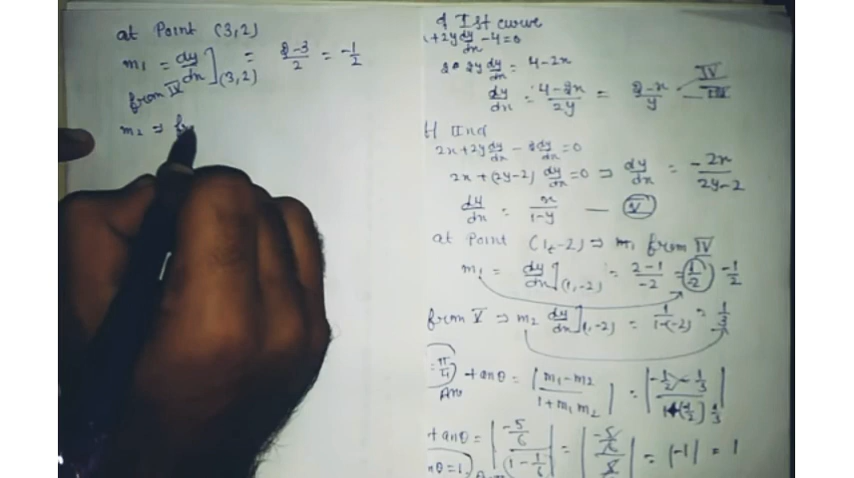 at Point (3,2)
m₁ = dy/dx](3,2) = 2-3/2 = -1/2
from IV
m₂ ⇒ fr
d Ist curve
+2y dy/dx -4=0
2y dy/dx = 4-2x
dy/dx = 4-2x/2y = 2-x/y — IV
IInd
2x+2y dy/dx - 2dy/dx =0
2x+(2y-2) dy/dx =0 ⇒ dy/dx = -2x/2y-2
dy/dx = x/1-y — V
at Point (1,-2) ⇒ m₁ from IV
m₁ = dy/dx](1,-2) = 2-1/-2 = 1/-2 -1/2
from V ⇒ m₂ dy/dx](1,-2) = 1/1-(-2) = 1/3
=π/4) tanθ = |m₁-m₂/1+m₁m₂| = |-1/2 - 1/3/1+(-1/2)1/3|
Ans
tanθ = |-5/6/1-1/6| = |-5/6/5/6| = |-1| = 1
nθ=1,